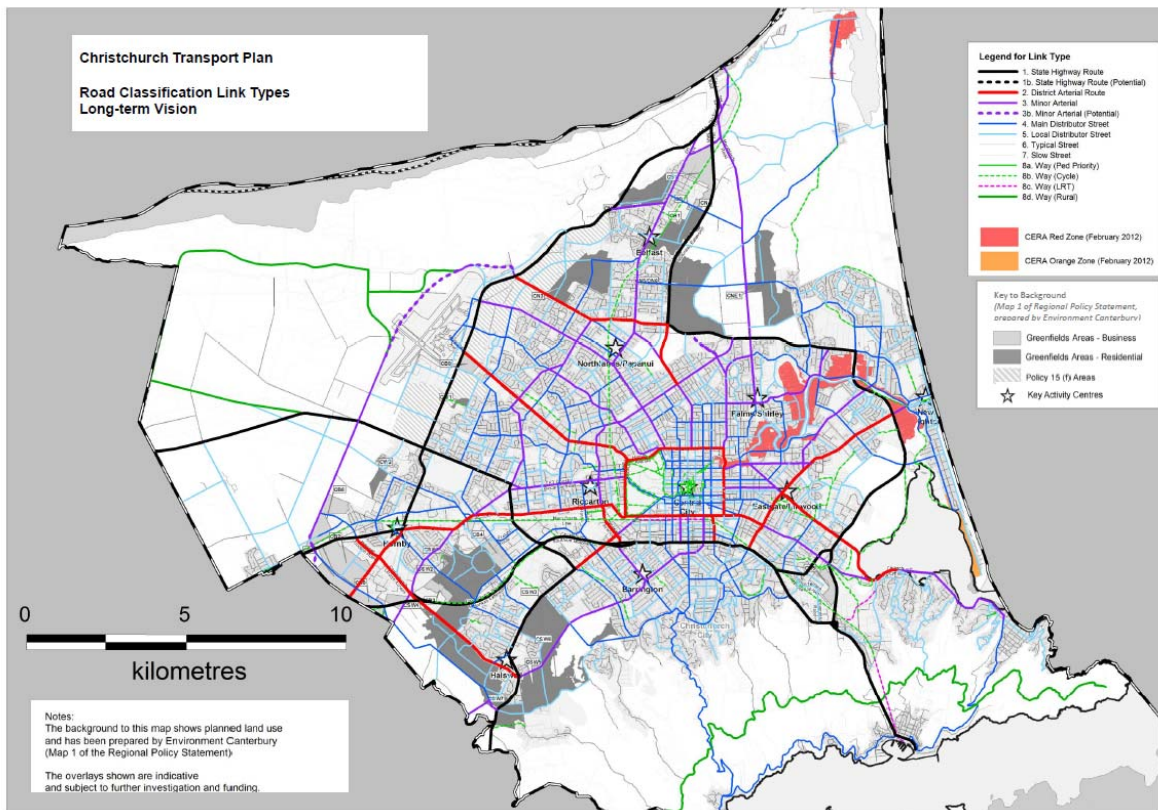 Christchurch Transport Plan
Road Classification Link Types
Long-term Vision
Legend for Link Type
1. State Highway Route
1b. State Highway Route (Potential)
2. District Arterial Route
3. Minor Arterial
3b. Minor Arterial (Potential)
4. Main Distributor Street
5. Local Distributor Street
6. Typical Street
7. Slow Street
8a. Way (Ped Priority)
8b. Way (Cycle)
8c. Way (LRT)
8d. Way (Rural)
CERA Red Zone (February 2012)
CERA Orange Zone (February 2012)
Key to Background
(Map 1 of Regional Policy Statement,
prepared by Environment Canterbury)
Greenfields Areas - Business
Greenfields Areas - Residential
Policy 15 (f) Areas
Key Activity Centres
Belfast
Northlands/Papanui
New
Riccarton
City
Hornby
Barrington
Christchurch
City
0 5 10
kilometres
Notes:
The background to this map shows planned land use
and has been prepared by Environment Canterbury
(Map 1 of the Regional Policy Statement)
The overlays shown are indicative
and subject to further investigation and funding.